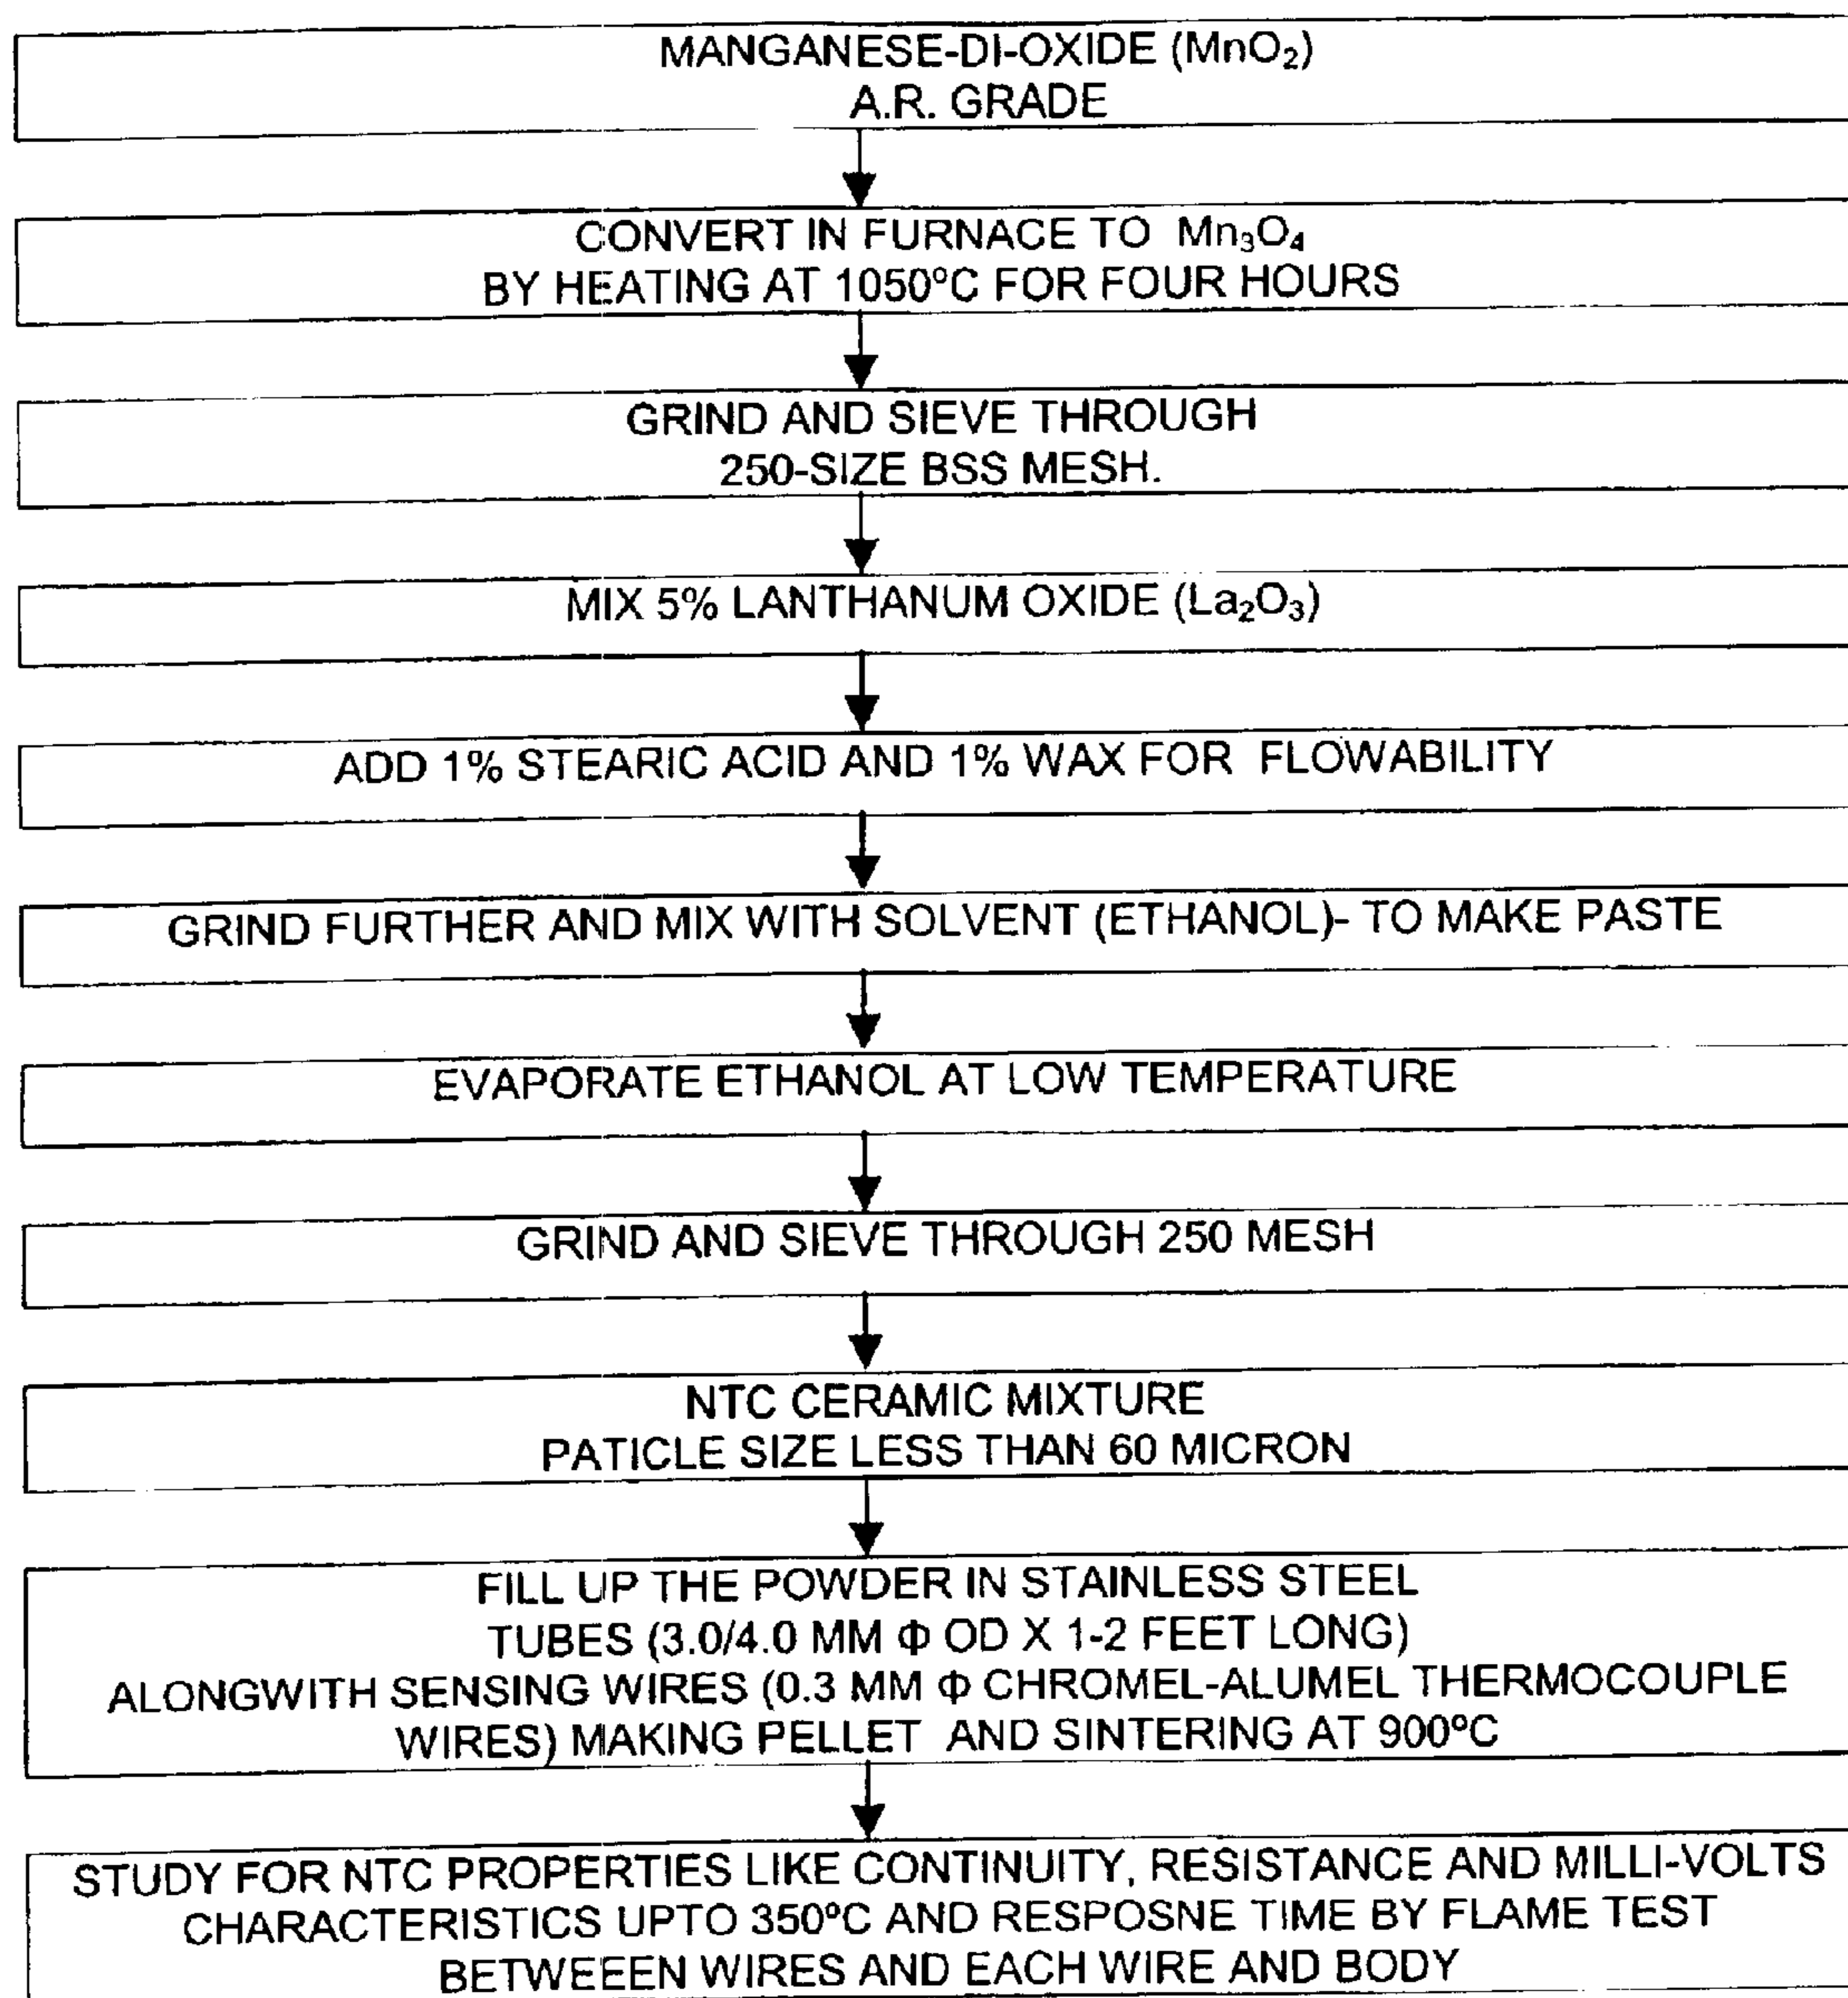 MANGANESE-DI-OXIDE (MnO₂)
A.R. GRADE
CONVERT IN FURNACE TO Mn₃O₄
BY HEATING AT 1050ºC FOR FOUR HOURS
GRIND AND SIEVE THROUGH
250-SIZE BSS MESH.
MIX 5% LANTHANUM OXIDE (La₂O₃)
ADD 1% STEARIC ACID AND 1% WAX FOR FLOWABILITY
GRIND FURTHER AND MIX WITH SOLVENT (ETHANOL)- TO MAKE PASTE
EVAPORATE ETHANOL AT LOW TEMPERATURE
GRIND AND SIEVE THROUGH 250 MESH
NTC CERAMIC MIXTURE
PATICLE SIZE LESS THAN 60 MICRON
FILL UP THE POWDER IN STAINLESS STEEL
TUBES (3.0/4.0 MM Φ OD X 1-2 FEET LONG)
ALONGWITH SENSING WIRES (0.3 MM Φ CHROMEL-ALUMEL THERMOCOUPLE
WIRES) MAKING PELLET AND SINTERING AT 900ºC
STUDY FOR NTC PROPERTIES LIKE CONTINUITY, RESISTANCE AND MILLI-VOLTS
CHARACTERISTICS UPTO 350ºC AND RESPOSNE TIME BY FLAME TEST
BETWEEEN WIRES AND EACH WIRE AND BODY